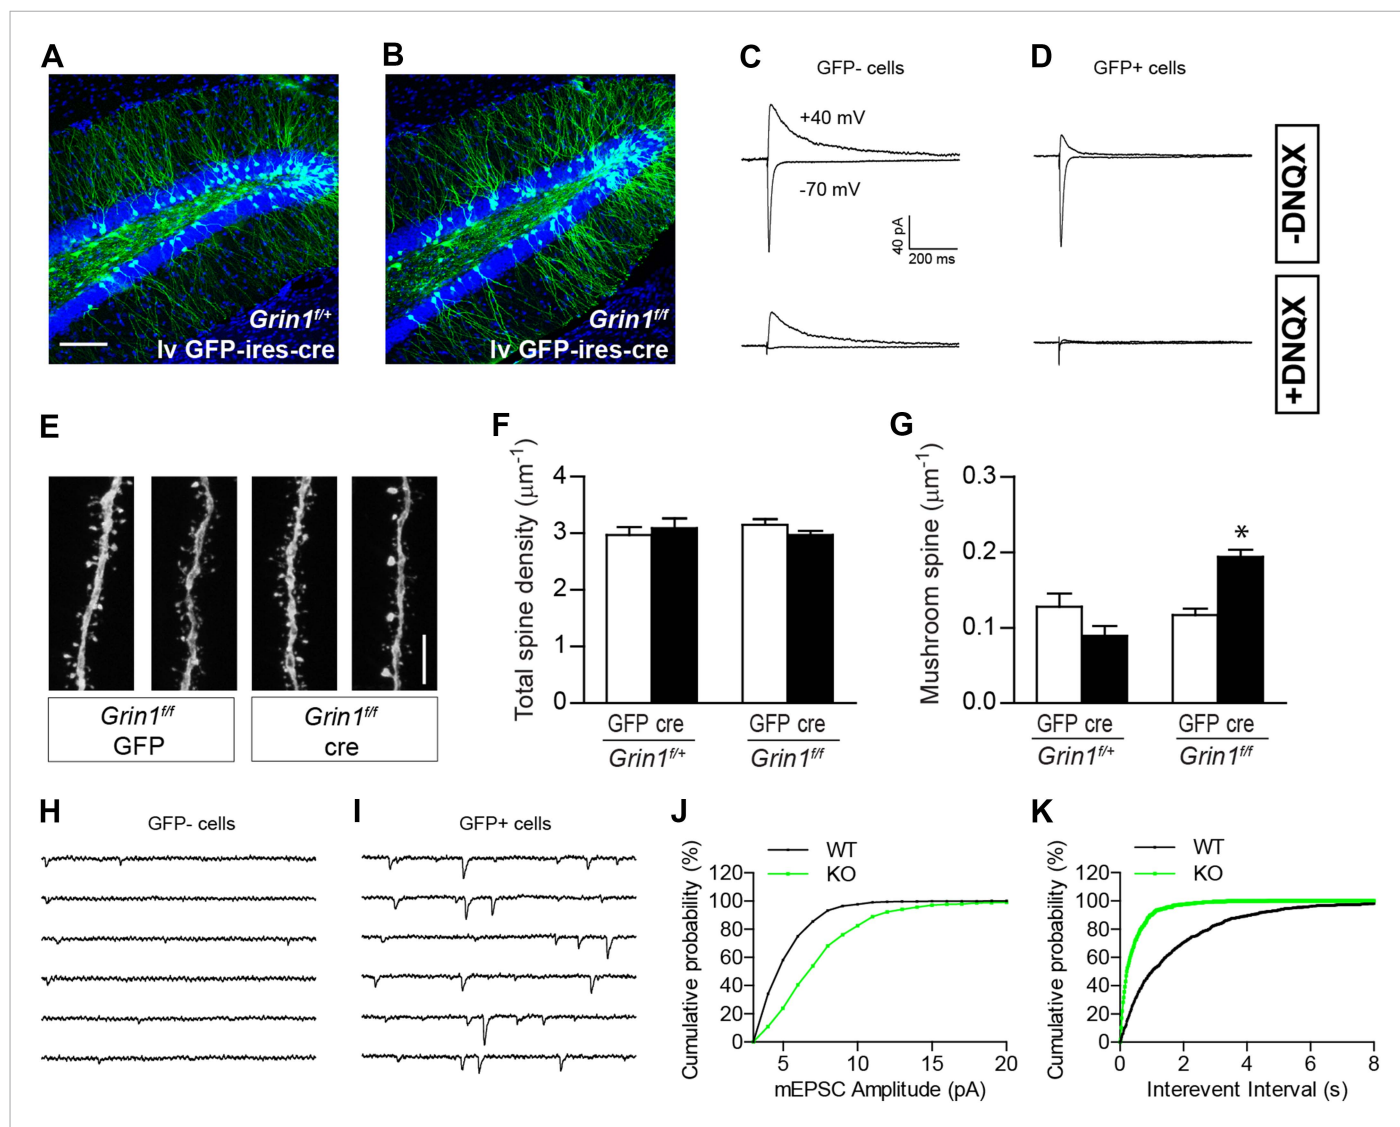 A
B
C
D
GFP- cells
GFP+ cells
+40 mV
-70 mV
40 pA
200 ms
-DNQX
+DNQX
Grin1f/+
lv GFP-ires-cre
Grin1f/f
lv GFP-ires-cre
E
F
G
Grin1f/f
GFP
Grin1f/f
cre
Total spine density (μm-1)
4
3
2
1
0
GFP cre
GFP cre
Grin1f/+
Grin1f/f
Mushroom spine (μm-1)
0.3
0.2
0.1
0.0
*
GFP cre
GFP cre
Grin1f/+
Grin1f/f
H
GFP- cells
I
GFP+ cells
J
WT
KO
Cumulative probability (%)
120
100
80
60
40
20
0
5 10 15 20
mEPSC Amplitude (pA)
K
WT
KO
Cumulative probability (%)
120
100
80
60
40
20
0
0 2 4 6 8
Interevent Interval (s)